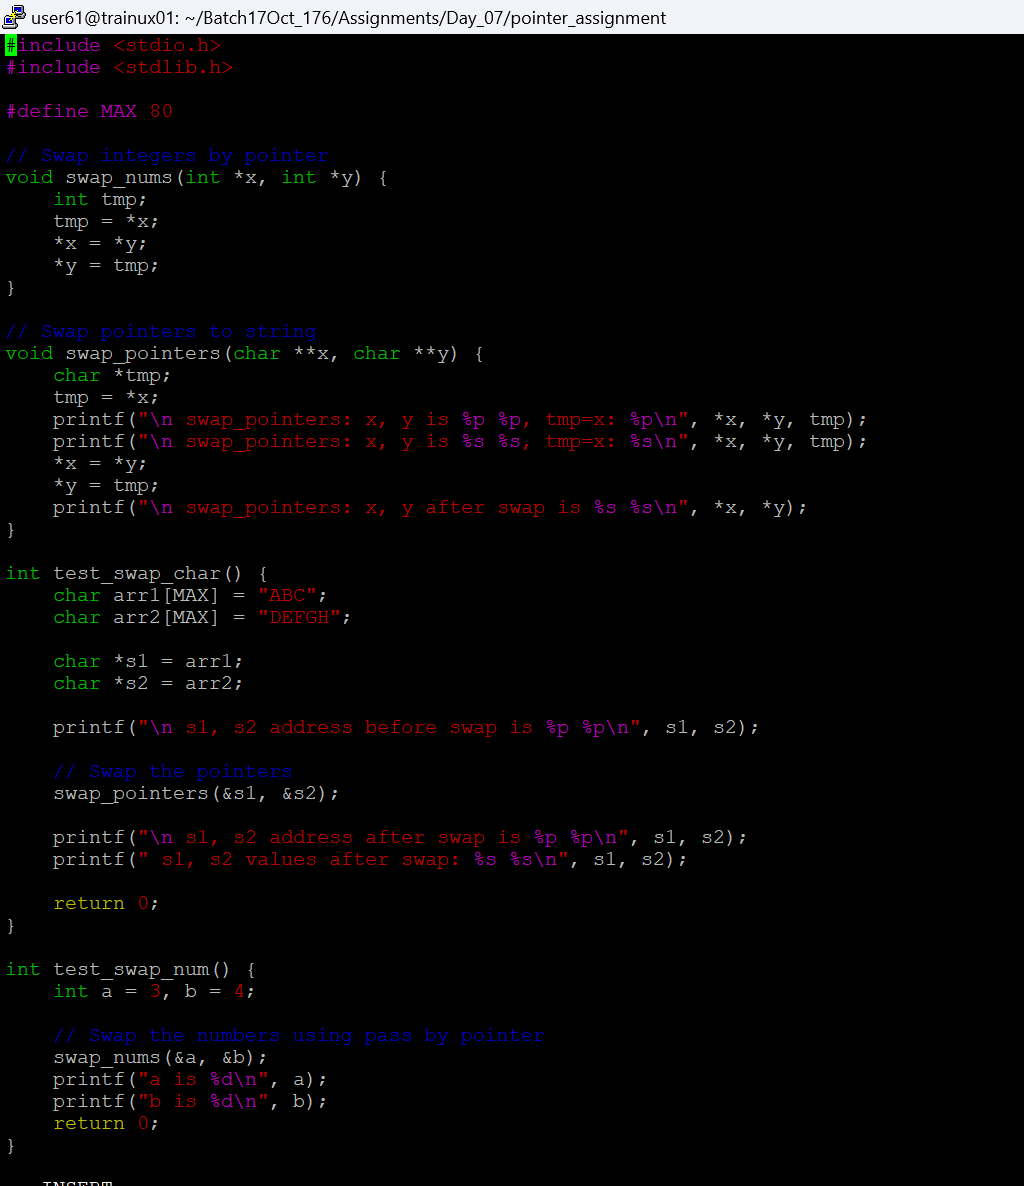 user61@trainux01: ~/Batch17Oct_176/Assignments/Day_07/pointer_assignment
#include <stdio.h>
#include <stdlib.h>

#define MAX 80

// Swap integers by pointer
void swap_nums(int *x, int *y) {
    int tmp;
    tmp = *x;
    *x = *y;
    *y = tmp;
}

// Swap pointers to string
void swap_pointers(char **x, char **y) {
    char *tmp;
    tmp = *x;
    printf("\n swap_pointers: x, y is %p %p, tmp=x: %p\n", *x, *y, tmp);
    printf("\n swap_pointers: x, y is %s %s, tmp=x: %s\n", *x, *y, tmp);
    *x = *y;
    *y = tmp;
    printf("\n swap_pointers: x, y after swap is %s %s\n", *x, *y);
}

int test_swap_char() {
    char arr1[MAX] = "ABC";
    char arr2[MAX] = "DEFGH";

    char *s1 = arr1;
    char *s2 = arr2;

    printf("\n s1, s2 address before swap is %p %p\n", s1, s2);

    // Swap the pointers
    swap_pointers(&s1, &s2);

    printf("\n s1, s2 address after swap is %p %p\n", s1, s2);
    printf(" s1, s2 values after swap: %s %s\n", s1, s2);

    return 0;
}

int test_swap_num() {
    int a = 3, b = 4;

    // Swap the numbers using pass by pointer
    swap_nums(&a, &b);
    printf("a is %d\n", a);
    printf("b is %d\n", b);
    return 0;
}

INSERT